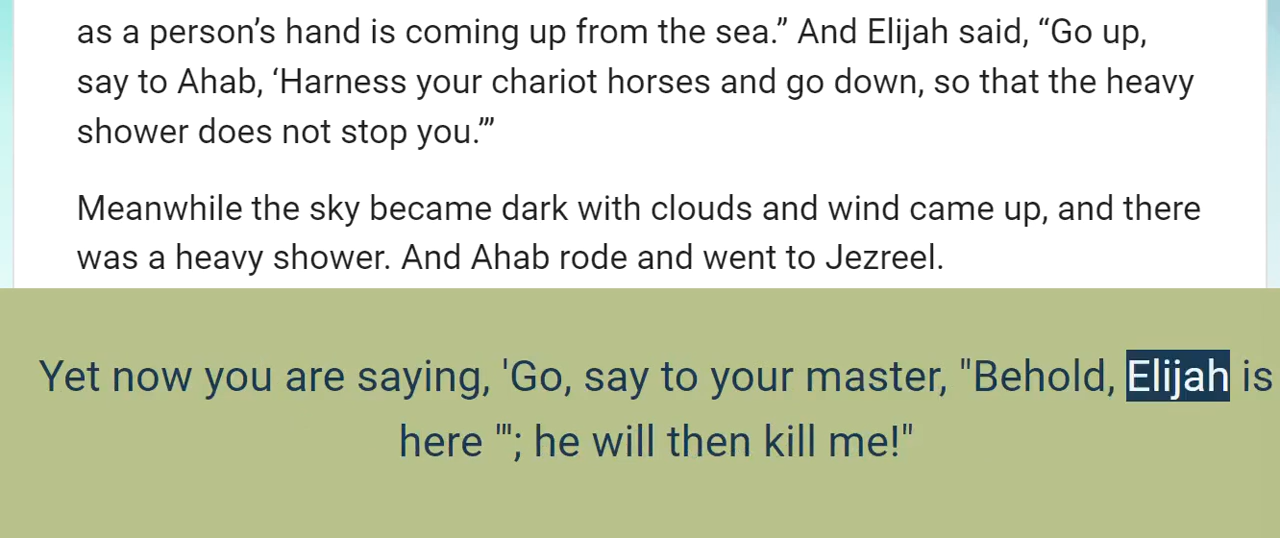 as a person’s hand is coming up from the sea.” And Elijah said, “Go up,
say to Ahab, ‘Harness your chariot horses and go down, so that the heavy
shower does not stop you.’”
Meanwhile the sky became dark with clouds and wind came up, and there
was a heavy shower. And Ahab rode and went to Jezreel.
Yet now you are saying, 'Go, say to your master, "Behold, Elijah is
here "'; he will then kill me!"